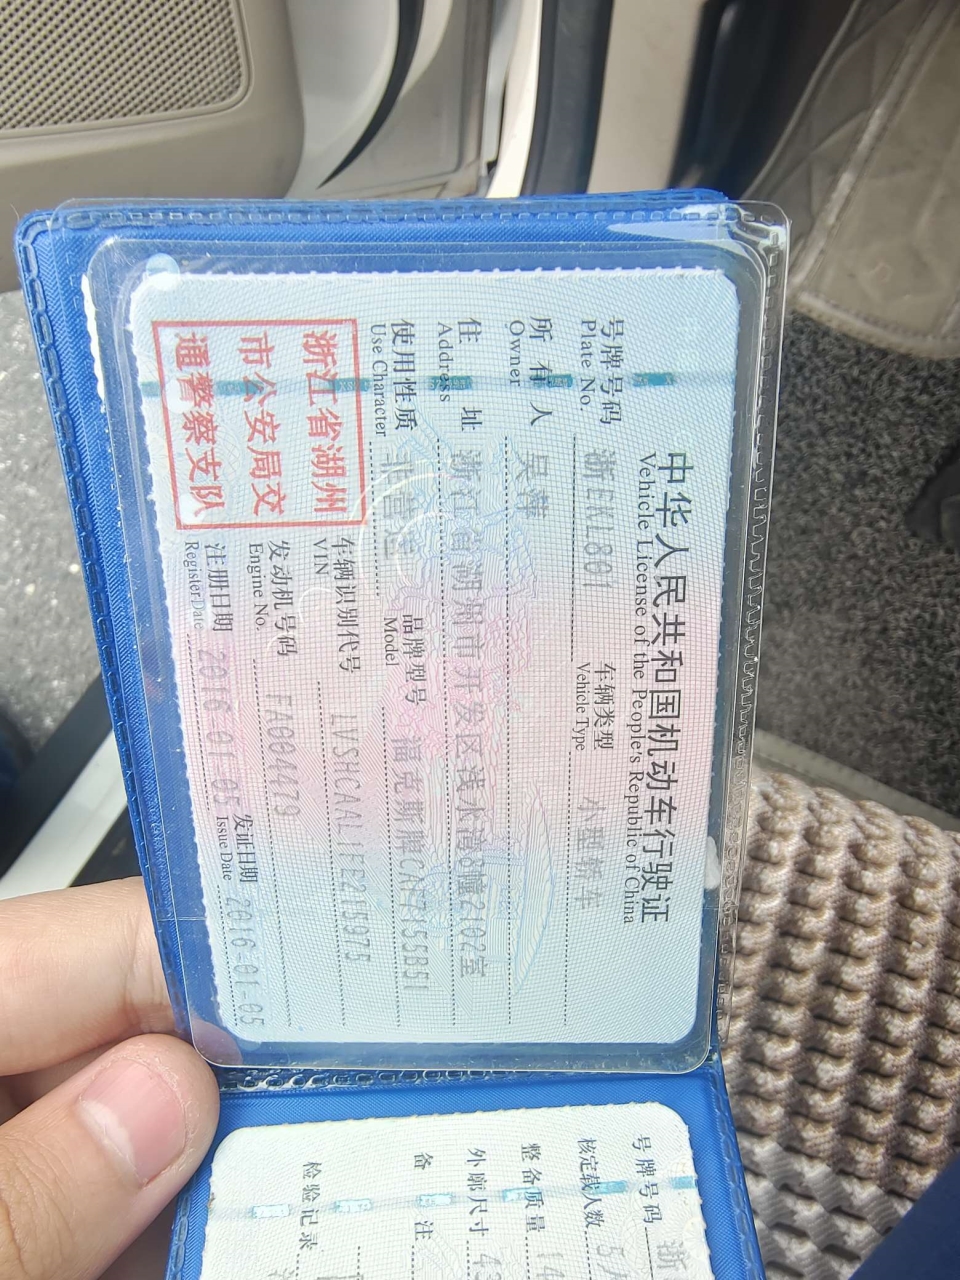 中华人民共和国机动车行驶证
Vehicle License of the People's Republic of China
号牌号码 浙EKL801 车辆类型 小型轿车
Plate No. Vehicle Type
所有人 吴萍
Owner
住址 浙江省湖州市开发区浅水湾8幢2102室
Address
使用性质 非营运 品牌型号 福克斯牌CAF7155B51
Use Character Model
浙江省湖州
市公安局交
通警察支队
车辆识别代号 LVSHCAAL1FE215975
VIN
发动机号码 FA004479
Engine No.
注册日期 2016-01-05 发证日期 2016-01-05
Register Date Issue Date
号牌号码 浙
核定载人数 5人
整备质量 14
外廓尺寸 43
备注
检验记录